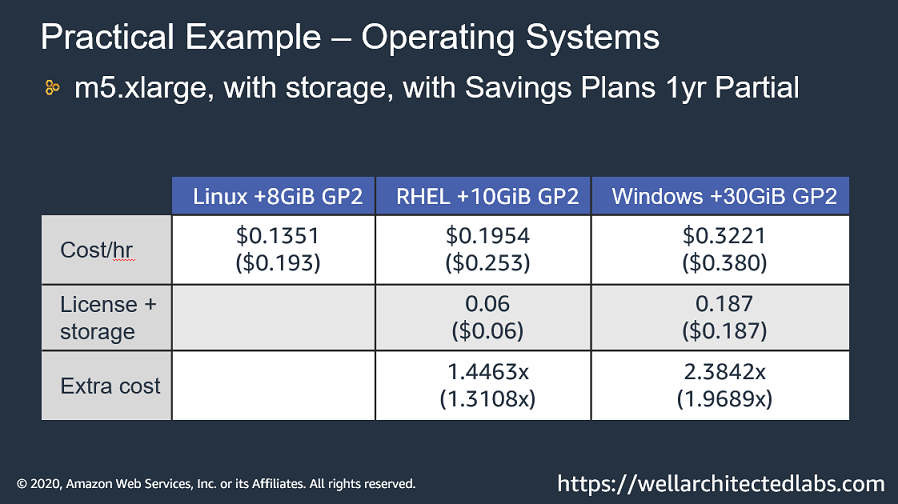 Practical Example – Operating Systems
m5.xlarge, with storage, with Savings Plans 1yr Partial
Linux +8GiB GP2 RHEL +10GiB GP2 Windows +30GiB GP2
Cost/hr
$0.1351 $0.1954 $0.3221
($0.193) ($0.253) ($0.380)
License + 0.06 0.187
storage ($0.06) ($0.187)
Extra cost
1.4463x 2.3842x
(1.3108x) (1.9689x)
© 2020, Amazon Web Services, Inc. or its Affiliates. All rights reserved.
https://wellarchitectedlabs.com